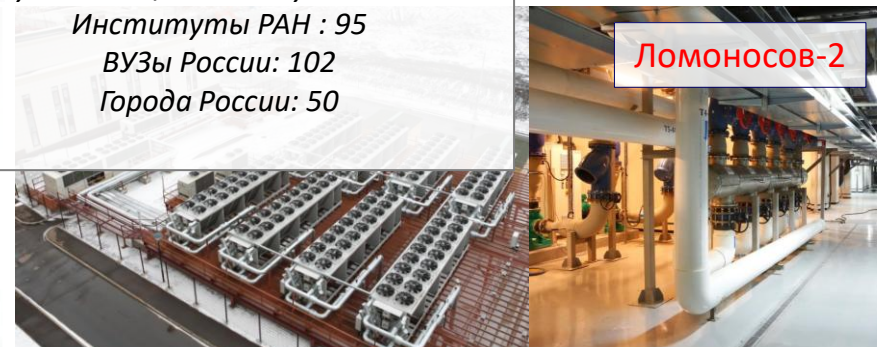 Институты РАН : 95
ВУЗы России: 102
Города России: 50
Ломоносов-2